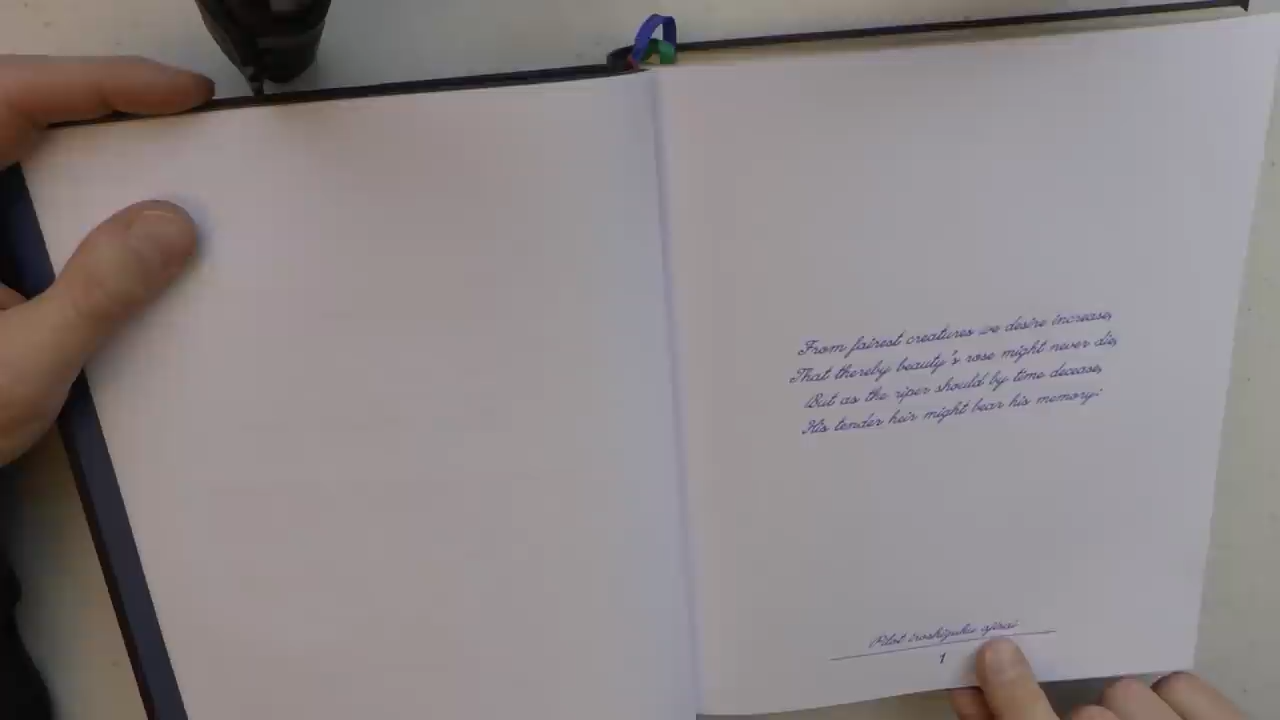 From fairest creatures we desire increase,
That thereby beauty's rose might never die,
But as the riper should by time decease,
His tender heir might bear his memory:
Pilot iroshizuku ajisai
1